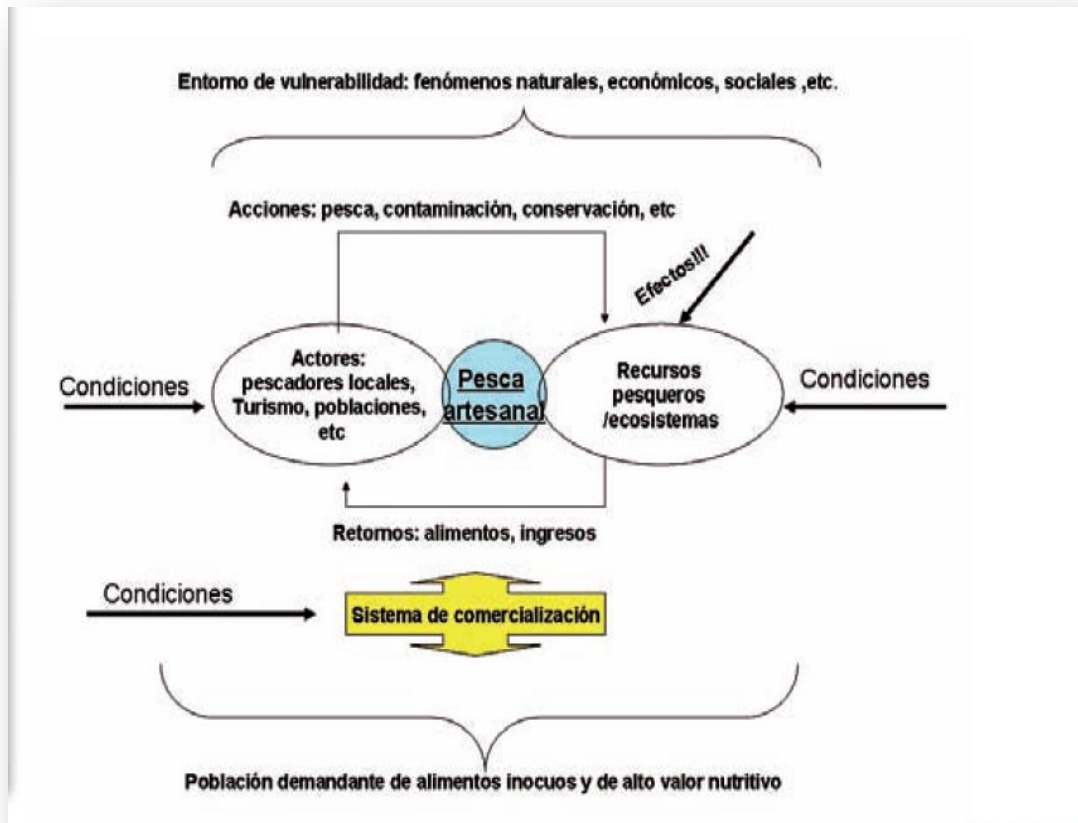 Entorno de vulnerabilidad: fenómenos naturales, económicos, sociales ,etc.
Acciones: pesca, contaminación, conservación, etc
Efectos!!!
Condiciones
Actores:
pescadores locales,
Turismo, poblaciones,
etc
Pesca
artesanal
Recursos
pesqueros
/ecosistemas
Condiciones
Retornos: alimentos, ingresos
Condiciones
Sistema de comercialización
Población demandante de alimentos inocuos y de alto valor nutritivo